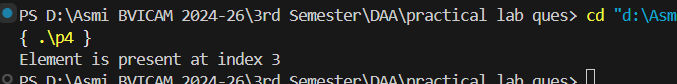 PS D:\Asmi BVICAM 2024-26\3rd Semester\DAA\practical lab ques> cd "d:\Asm
{ .\p4 }
Element is present at index 3
PS D:\Asmi BVICAM 2024-26\3rd Semester\DAA\practical lab ques>